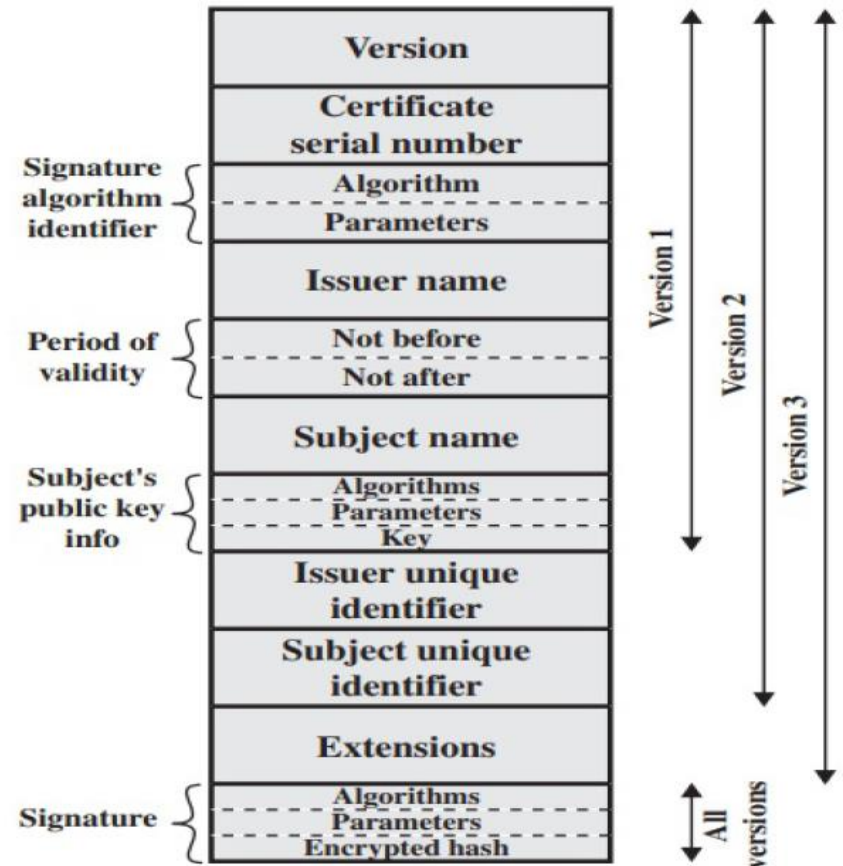 Version
Certificate
serial number
Signature
algorithm
identifier
Algorithm
Parameters
Issuer name
Period of
validity
Not before
Not after
Subject name
Subject's
public key
info
Algorithms
Parameters
Key
Issuer unique
identifier
Subject unique
identifier
Extensions
Signature
Algorithms
Parameters
Encrypted hash
Version 1
Version 2
Version 3
All
versions